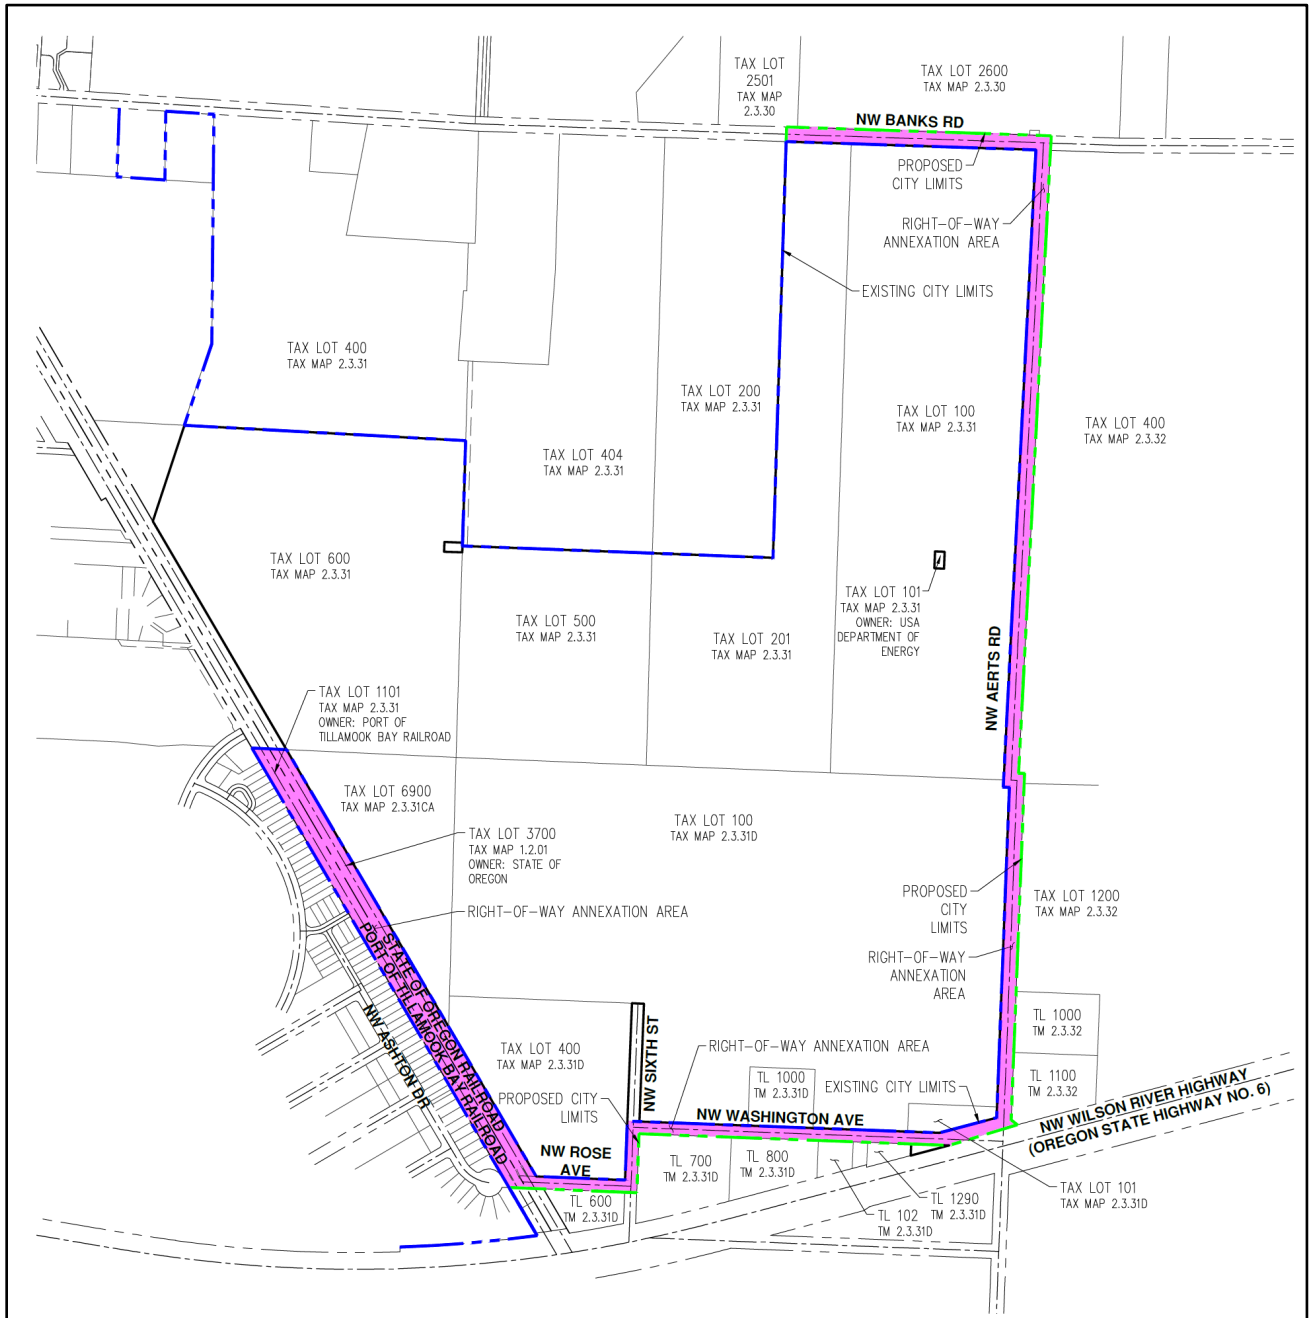 TAX LOT
2501
TAX MAP
2.3.30
TAX LOT 2600
TAX MAP 2.3.30
NW BANKS RD
PROPOSED
CITY LIMITS
RIGHT-OF-WAY
ANNEXATION AREA
EXISTING CITY LIMITS
TAX LOT 400
TAX MAP 2.3.31
TAX LOT 200
TAX MAP 2.3.31
TAX LOT 100
TAX MAP 2.3.31
TAX LOT 400
TAX MAP 2.3.32
TAX LOT 404
TAX MAP 2.3.31
TAX LOT 600
TAX MAP 2.3.31
TAX LOT 101
TAX MAP 2.3.31
OWNER: USA
DEPARTMENT OF
ENERGY
TAX LOT 500
TAX MAP 2.3.31
TAX LOT 201
TAX MAP 2.3.31
NW AERTS RD
TAX LOT 1101
TAX MAP 2.3.31
OWNER: PORT OF
TILLAMOOK BAY RAILROAD
TAX LOT 6900
TAX MAP 2.3.31CA
TAX LOT 3700
TAX MAP 1.2.01
OWNER: STATE OF
OREGON
TAX LOT 100
TAX MAP 2.3.31D
RIGHT-OF-WAY ANNEXATION AREA
PROPOSED
CITY
LIMITS
TAX LOT 1200
TAX MAP 2.3.32
RIGHT-OF-WAY
ANNEXATION
AREA
STATE OF OREGON RAILROAD
PORT OF TILLAMOOK BAY RAILROAD
NW ASHTON DR
TAX LOT 400
TAX MAP 2.3.31D
NW SIXTH ST
RIGHT-OF-WAY ANNEXATION AREA
TL 1000
TM 2.3.32
TL 1100
TM 2.3.32
TL 1000
TM 2.3.31D
EXISTING CITY LIMITS
PROPOSED CITY
LIMITS
NW WASHINGTON AVE
NW WILSON RIVER HIGHWAY
(OREGON STATE HIGHWAY NO. 6)
NW ROSE
AVE
TL 700
TM 2.3.31D
TL 800
TM 2.3.31D
TL 600
TM 2.3.31D
TL 1290
TM 2.3.31D
TL 102
TM 2.3.31D
TAX LOT 101
TAX MAP 2.3.31D